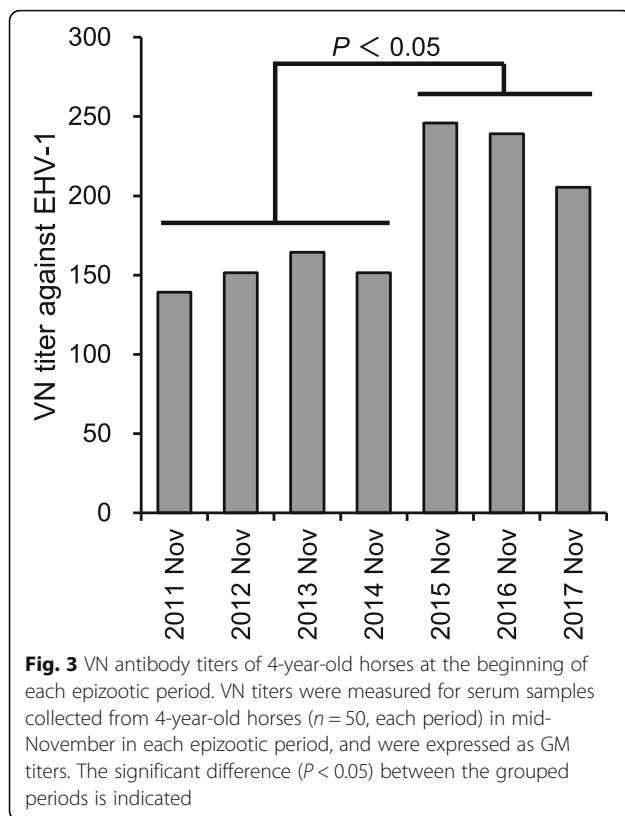 P < 0.05
VN titer against EHV-1
300
250
200
150
100
50
0
2011 Nov
2012 Nov
2013 Nov
2014 Nov
2015 Nov
2016 Nov
2017 Nov
Fig. 3 VN antibody titers of 4-year-old horses at the beginning of
each epizootic period. VN titers were measured for serum samples
collected from 4-year-old horses (n = 50, each period) in mid-
November in each epizootic period, and were expressed as GM
titers. The significant difference (P < 0.05) between the grouped
periods is indicated